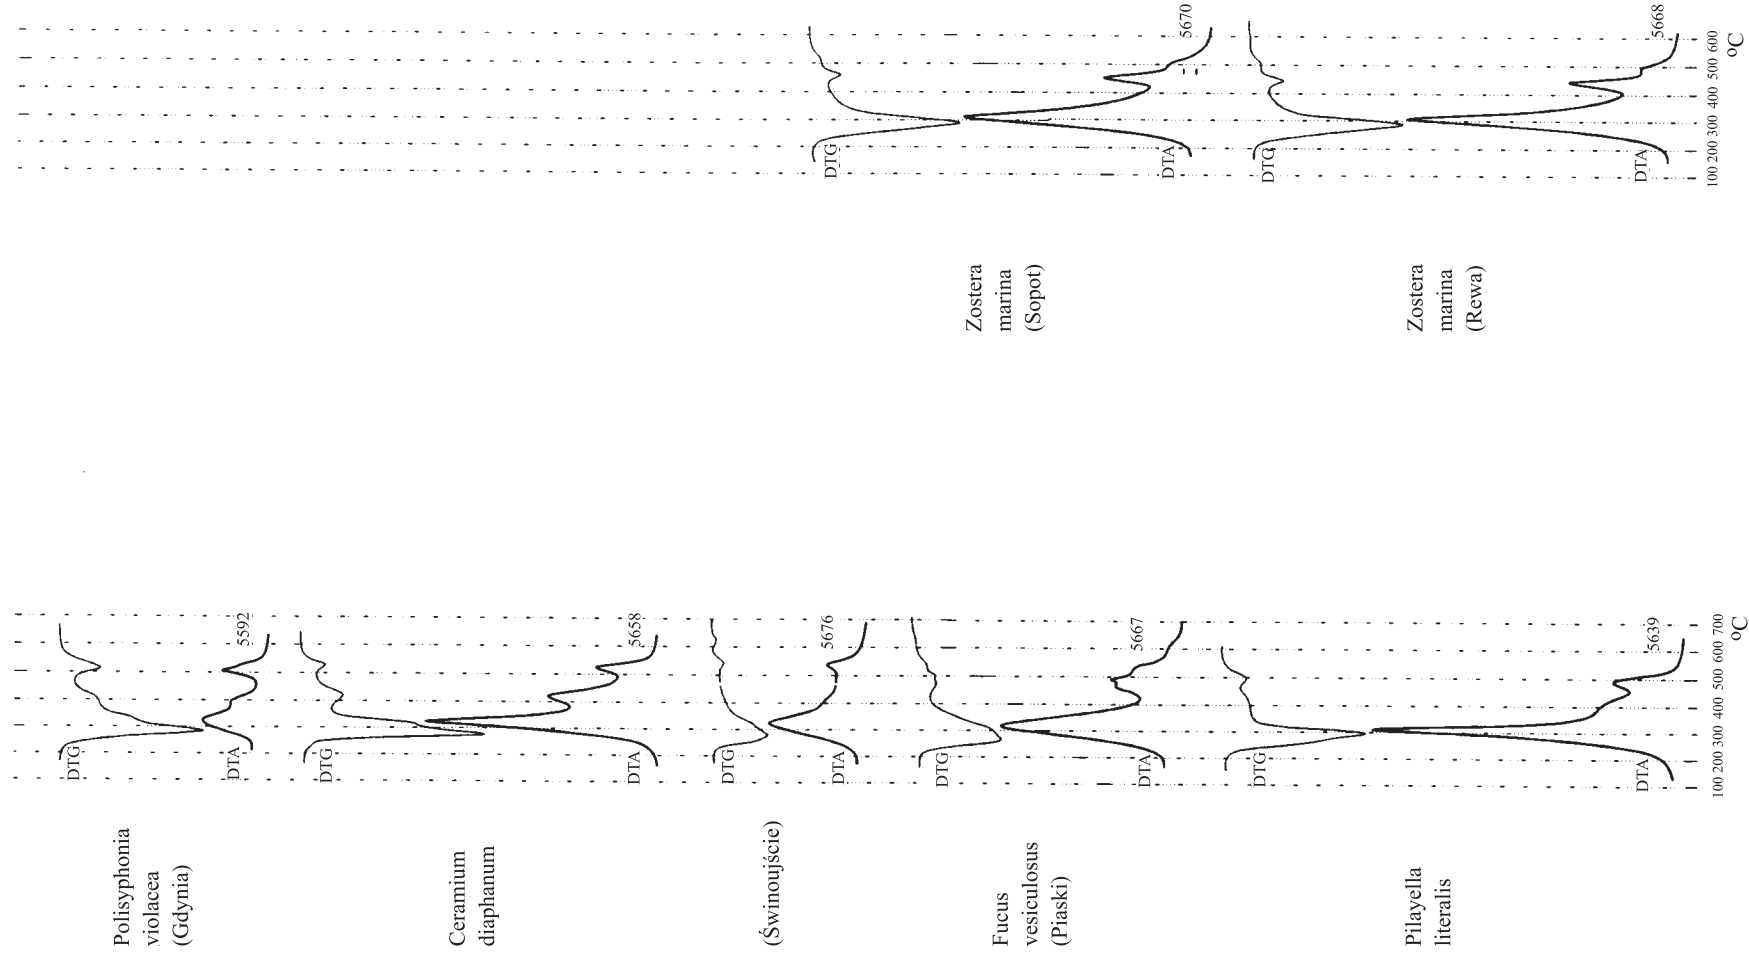 Polisyphonia
violacea
(Gdynia)
DTG
DTA
5592
Ceramium
diaphanum
DTG
DTA
5658
(Świnoujście)
DTG
DTA
5676
Fucus
vesiculosus
(Piaski)
DTG
DTA
5667
Pilayella
literalis
DTG
DTA
5639
100 200 300 400 500 600 700
ºC
Zostera
marina
(Sopot)
DTG
DTA
5670
Zostera
marina
(Rewa)
DTG
DTA
5668
100 200 300 400 500 600
ºC